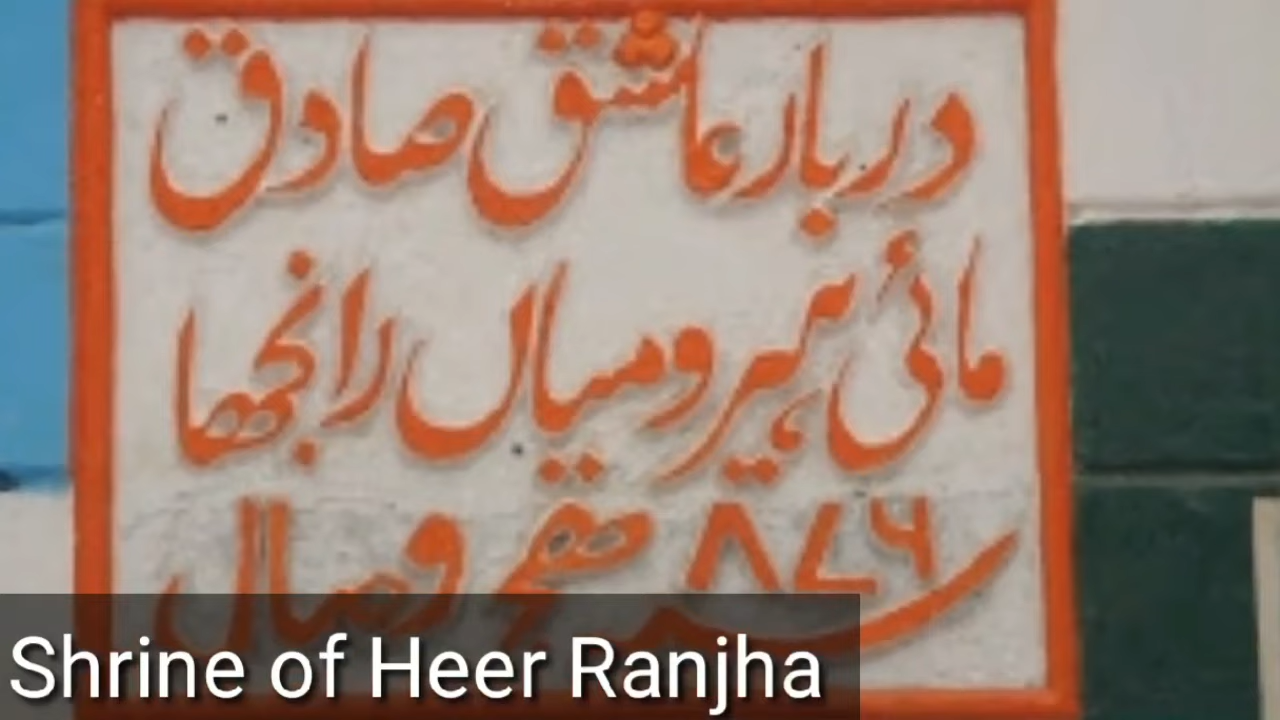 دربار عاشق صادق
مائی ہیر و میاں رانجھا
۸۷۶ وصال
Shrine of Heer Ranjha